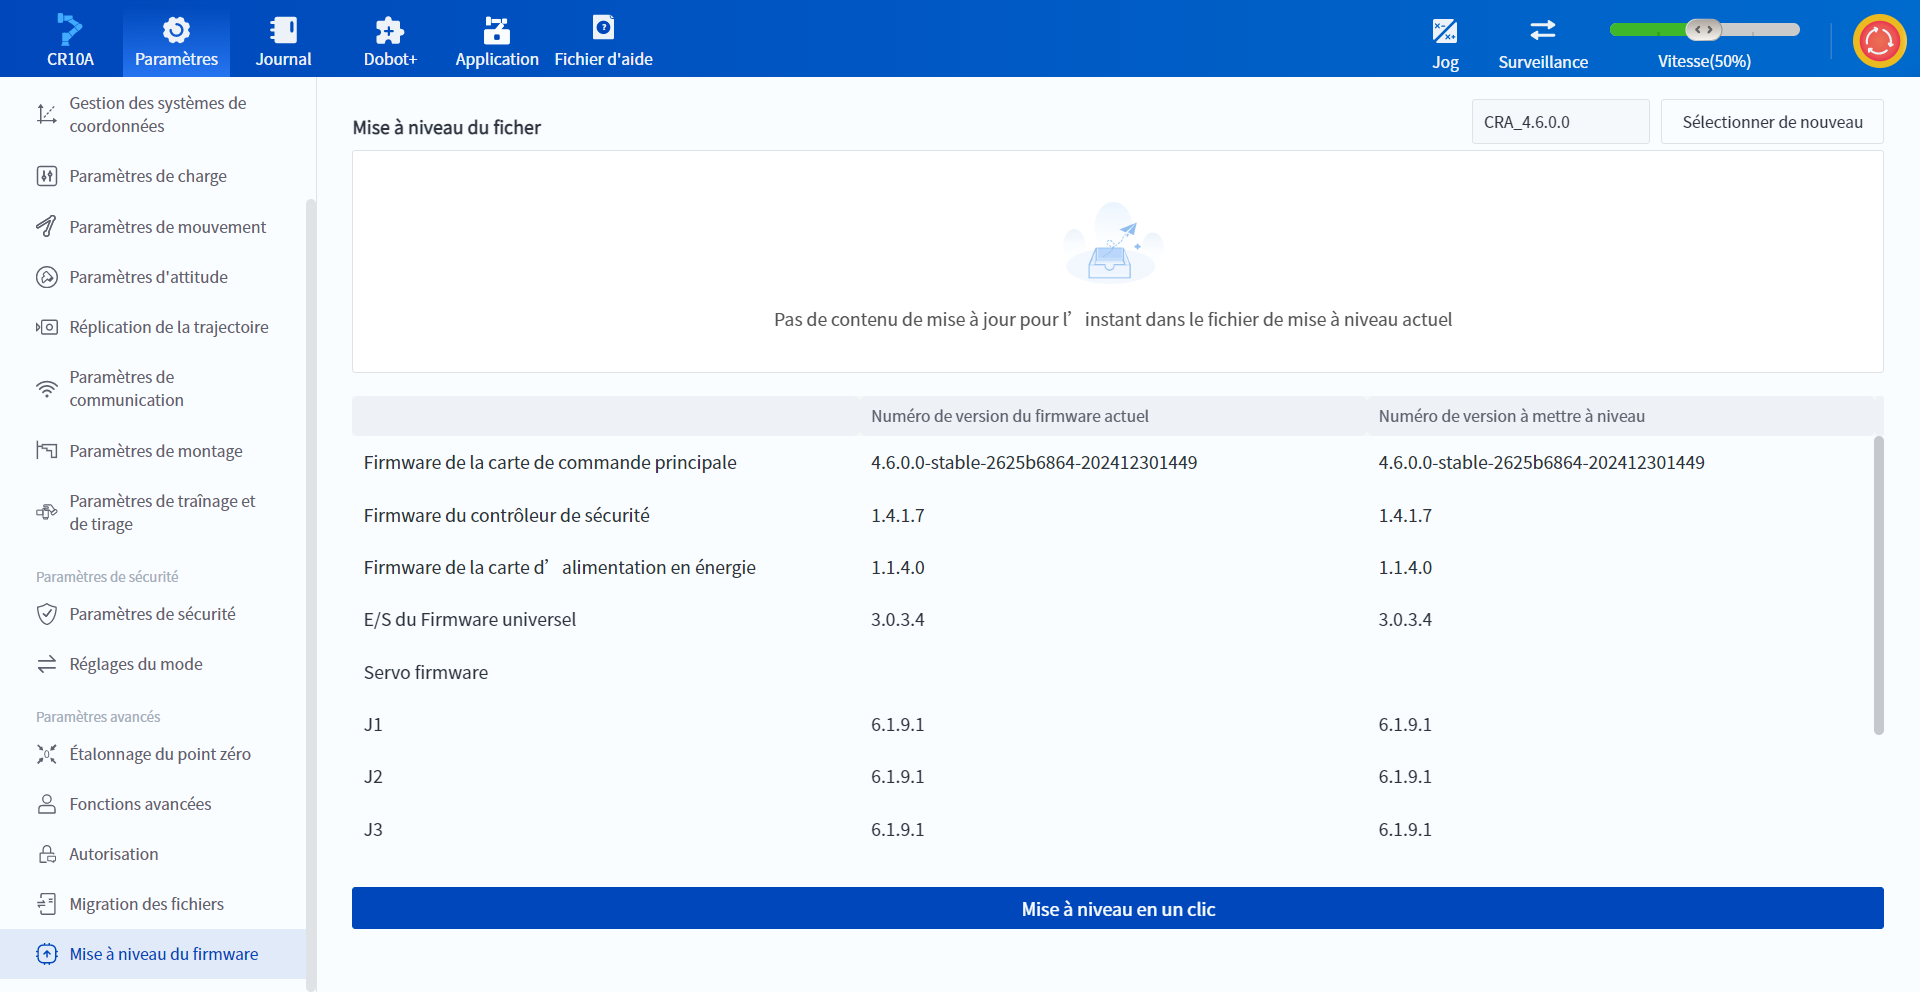 CR10A
Paramètres
Journal
Dobot+
Application
Fichier d'aide
Jog
Surveillance
Vitesse(50%)
Gestion des systèmes de
coordonnées
Paramètres de charge
Paramètres de mouvement
Paramètres d'attitude
Réplication de la trajectoire
Paramètres de
communication
Paramètres de montage
Paramètres de traînage et
de tirage
Paramètres de sécurité
Paramètres de sécurité
Réglages du mode
Paramètres avancés
Étalonnage du point zéro
Fonctions avancées
Autorisation
Migration des fichiers
Mise à niveau du firmware
Mise à niveau du ficher
CRA_4.6.0.0
Sélectionner de nouveau
Pas de contenu de mise à jour pour l’instant dans le fichier de mise à niveau actuel
Numéro de version du firmware actuel Numéro de version à mettre à niveau
Firmware de la carte de commande principale 4.6.0.0-stable-2625b6864-202412301449 4.6.0.0-stable-2625b6864-202412301449
Firmware du contrôleur de sécurité 1.4.1.7 1.4.1.7
Firmware de la carte d’alimentation en énergie 1.1.4.0 1.1.4.0
E/S du Firmware universel 3.0.3.4 3.0.3.4
Servo firmware
J1 6.1.9.1 6.1.9.1
J2 6.1.9.1 6.1.9.1
J3 6.1.9.1 6.1.9.1
Mise à niveau en un clic